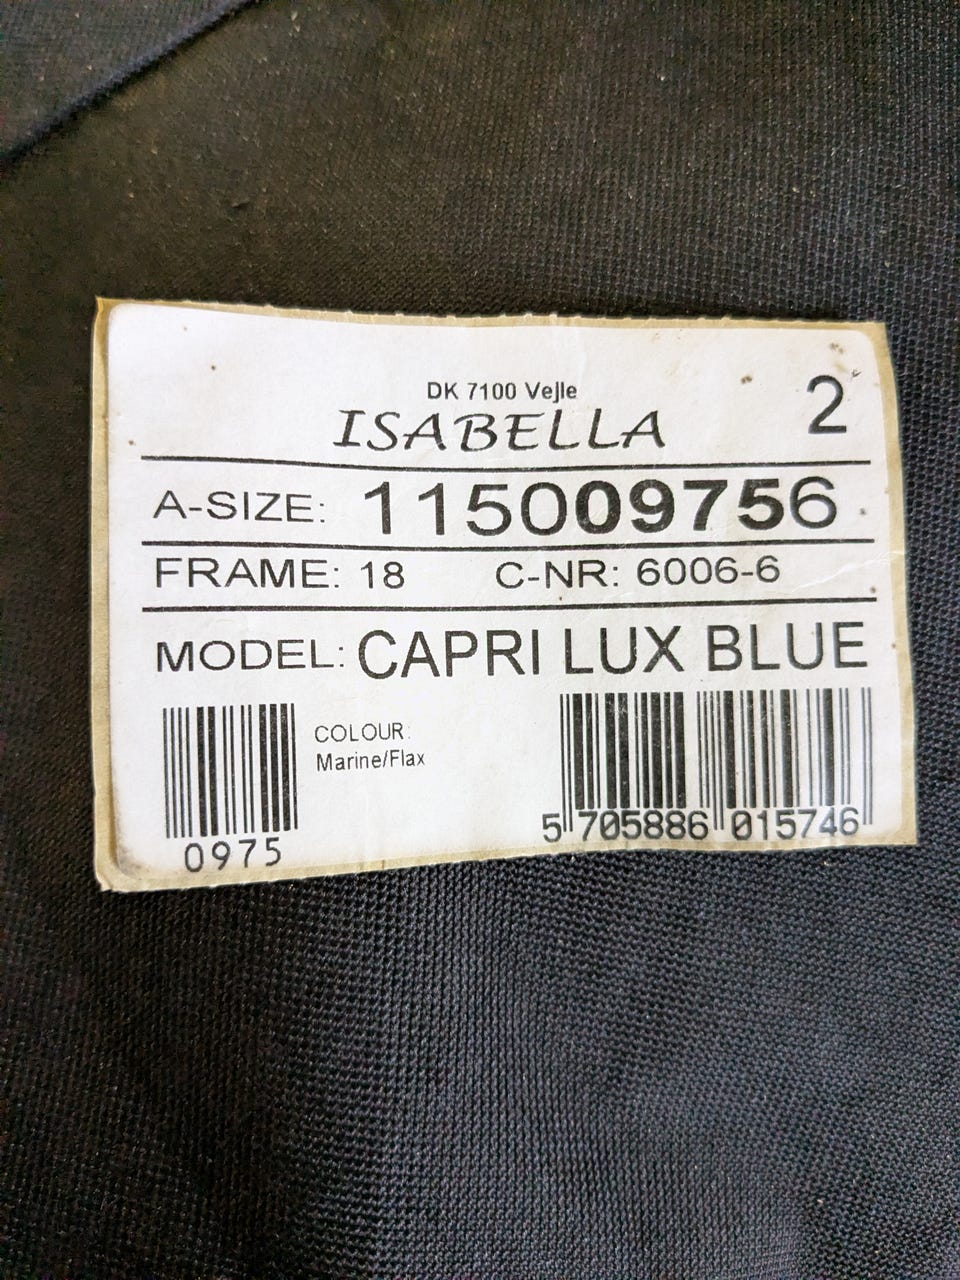 DK 7100 Vejle
2
ISABELLA
A-SIZE: 115009756
FRAME: 18 C-NR: 6006-6
MODEL: CAPRI LUX BLUE
COLOUR:
Marine/Flax
0975
5 705886 015746